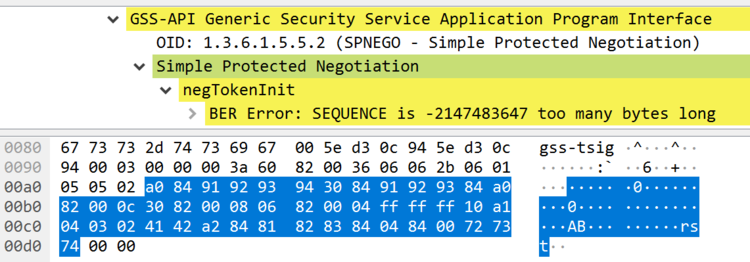 GSS-API Generic Security Service Application Program Interface
OID: 1.3.6.1.5.5.2 (SPNEGO - Simple Protected Negotiation)
Simple Protected Negotiation
negTokenInit
BER Error: SEQUENCE is -2147483647 too many bytes long
0080 67 73 73 2d 74 73 69 67 00 5e d3 0c 94 5e d3 0c gss-tsig ·^···^··
0090 94 00 03 00 00 00 3a 60 82 00 36 06 06 2b 06 01 ······:` ··6··+··
00a0 05 05 02 a0 84 91 92 93 94 30 84 91 92 93 84 a0 ········ ·0······
00b0 82 00 0c 30 82 00 08 06 82 00 04 ff ff ff 10 a1 ···0···· ········
00c0 04 03 02 41 42 a2 84 81 82 83 84 04 84 00 72 73 ···AB··· ······rs
00d0 74 00 00 t··